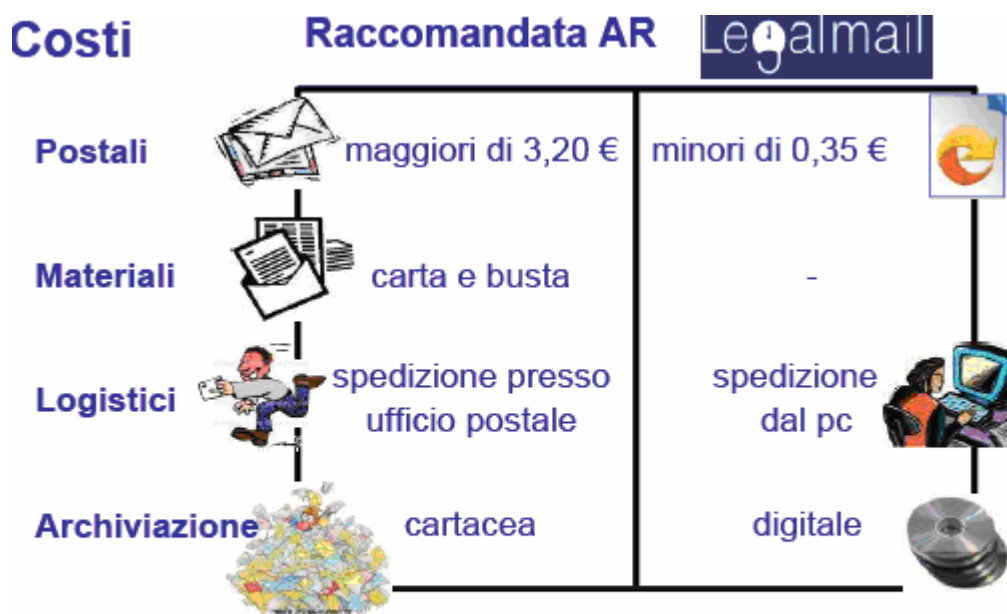 Costi Raccomandata AR Legalmail
Postali maggiori di 3,20 € minori di 0,35 €
Materiali carta e busta -
Logistici spedizione presso ufficio postale spedizione dal pc
Archiviazione cartacea digitale